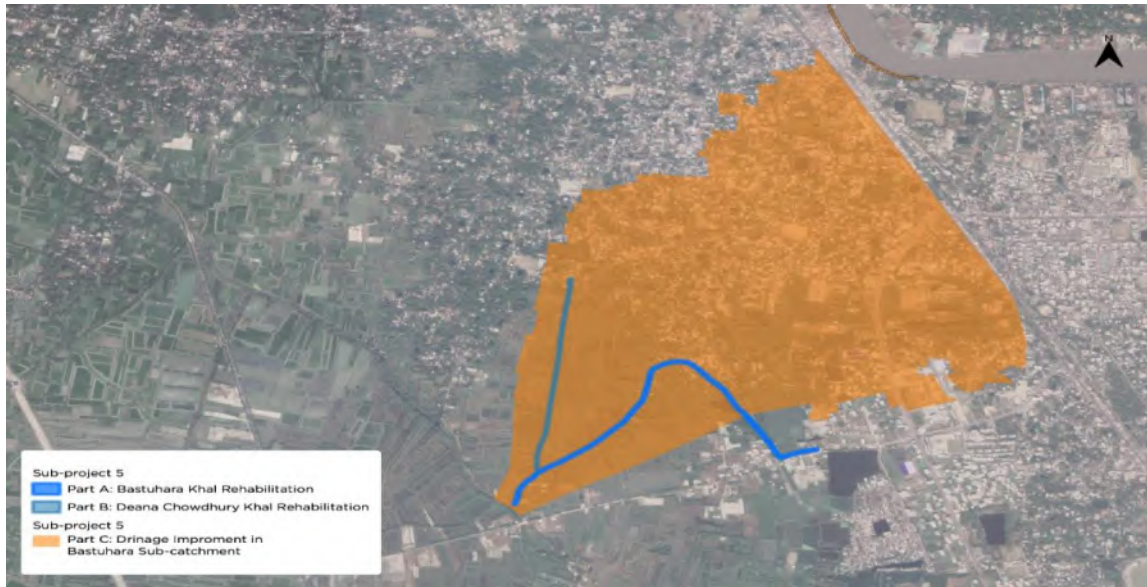 N
Sub-project 5
Part A: Bastuhara Khal Rehabilitation
Part B: Deana Chowdhury Khal Rehabilitation
Sub-project 5
Part C: Drinage Improment in
Bastuhara Sub-catchment